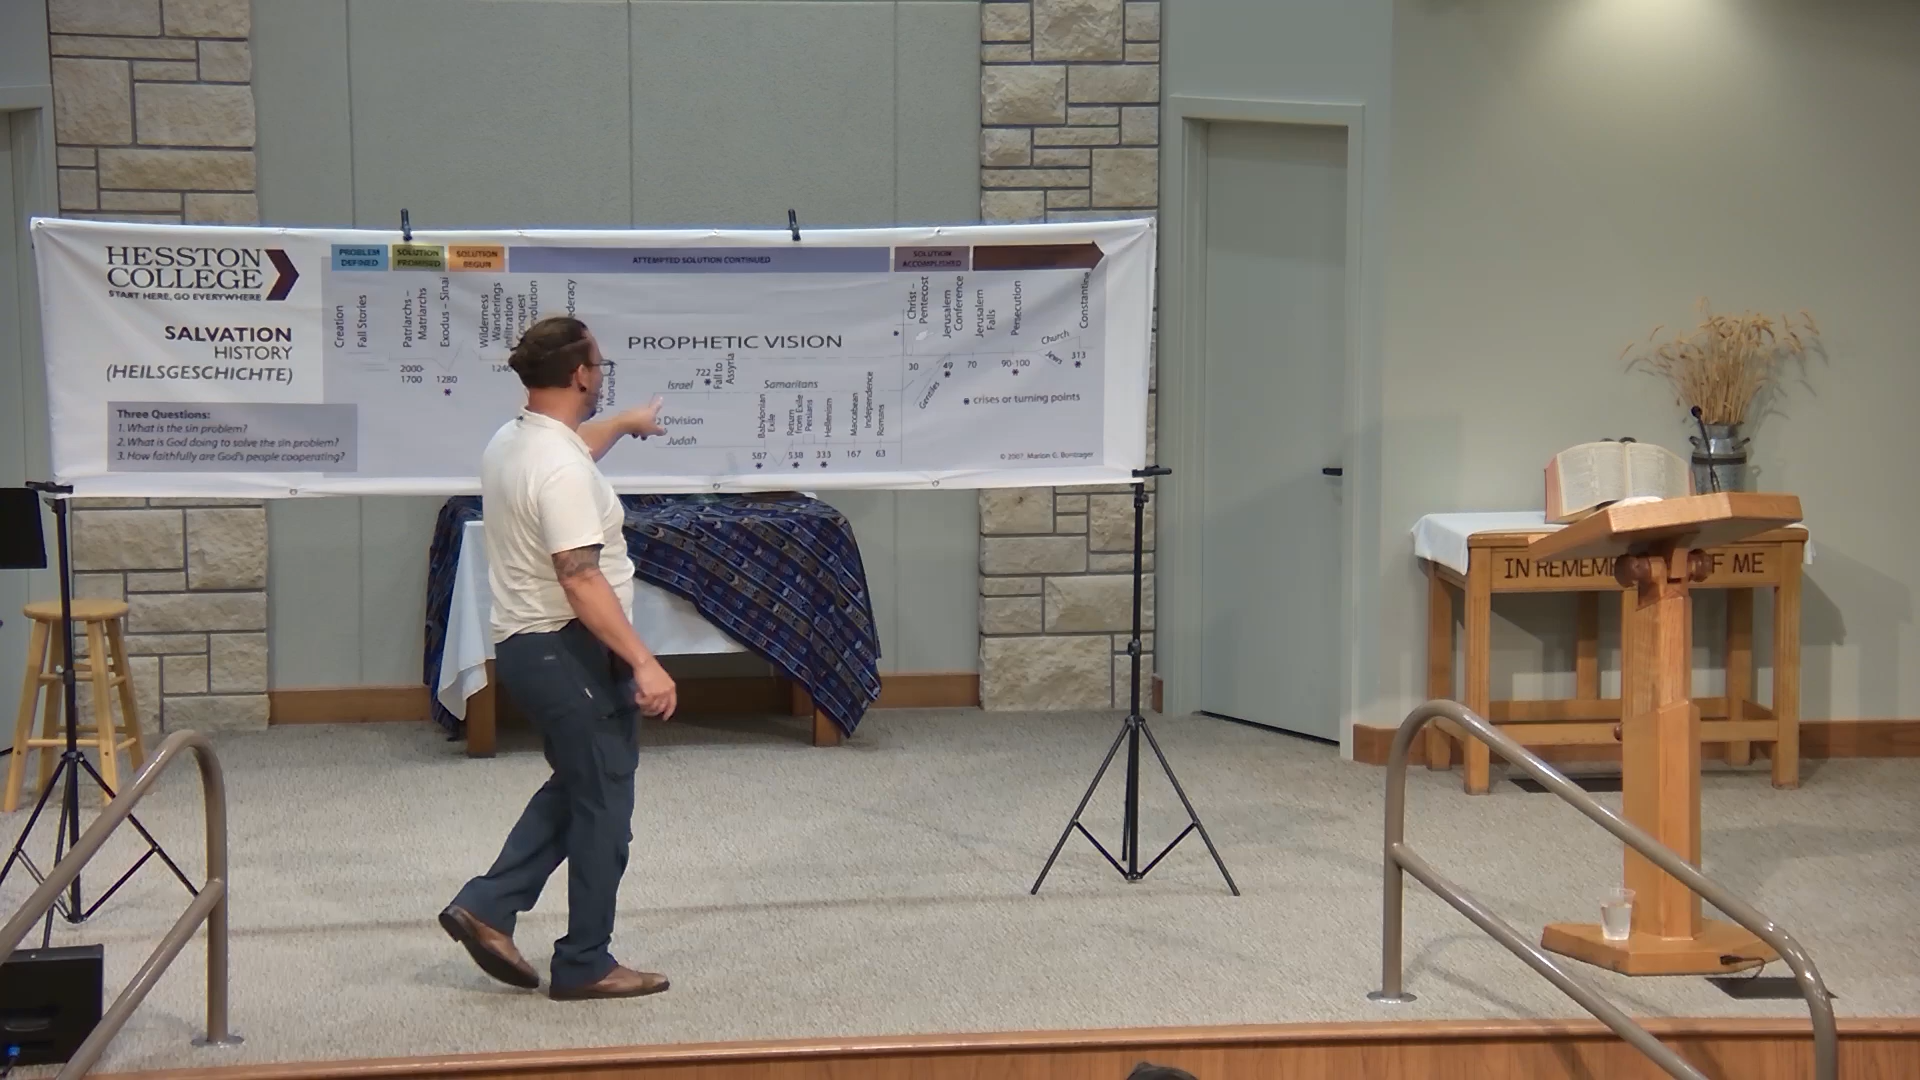 HESSTON
COLLEGE
START HERE, GO EVERYWHERE
SALVATION
HISTORY
(HEILSGESCHICHTE)
Three Questions:
1. What is the sin problem?
2. What is God doing to solve the sin problem?
3. How faithfully are God's people cooperating?
PROBLEM
DEFINED
SOLUTION
PROMISED
SOLUTION
BEGUN
ATTEMPTED SOLUTION CONTINUED
SOLUTION
ACCOMPLISHED
Creation
Fall Stories
Patriarchs –
Matriarchs
Exodus – Sinai
Wilderness
Wanderings
2000-
1700
1280
PROPHETIC VISION
Israel
722
Fall to
Assyria
Samaritans
Division
Judah
Babylonian
Exile
Return
from Exile
Persians
Hellenism
Maccabean
Independence
Romans
587
538
333
167
63
Christ –
Pentecost
Jerusalem
Conference
Jerusalem
Falls
Persecution
Constantine
Church
Jews
Gentiles
30
49
70
90-100
313
* crises or turning points
© 2007, Marion G. Bontrager
IN REMEM
F ME